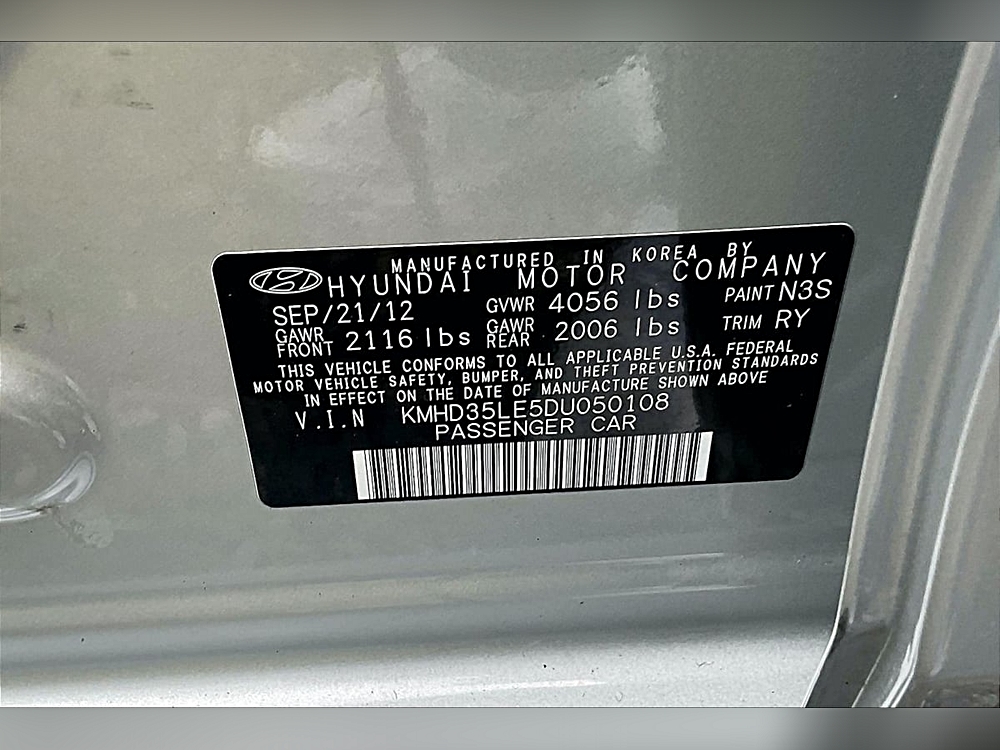 MANUFACTURED IN KOREA BY
HYUNDAI MOTOR COMPANY
SEP/21/12 GVWR 4056 lbs PAINT N3S
GAWR FRONT 2116 lbs GAWR REAR 2006 lbs TRIM RY
THIS VEHICLE CONFORMS TO ALL APPLICABLE U.S.A. FEDERAL
MOTOR VEHICLE SAFETY, BUMPER, AND THEFT PREVENTION STANDARDS
IN EFFECT ON THE DATE OF MANUFACTURE SHOWN ABOVE
V.I.N KMHD35LE5DU050108
PASSENGER CAR